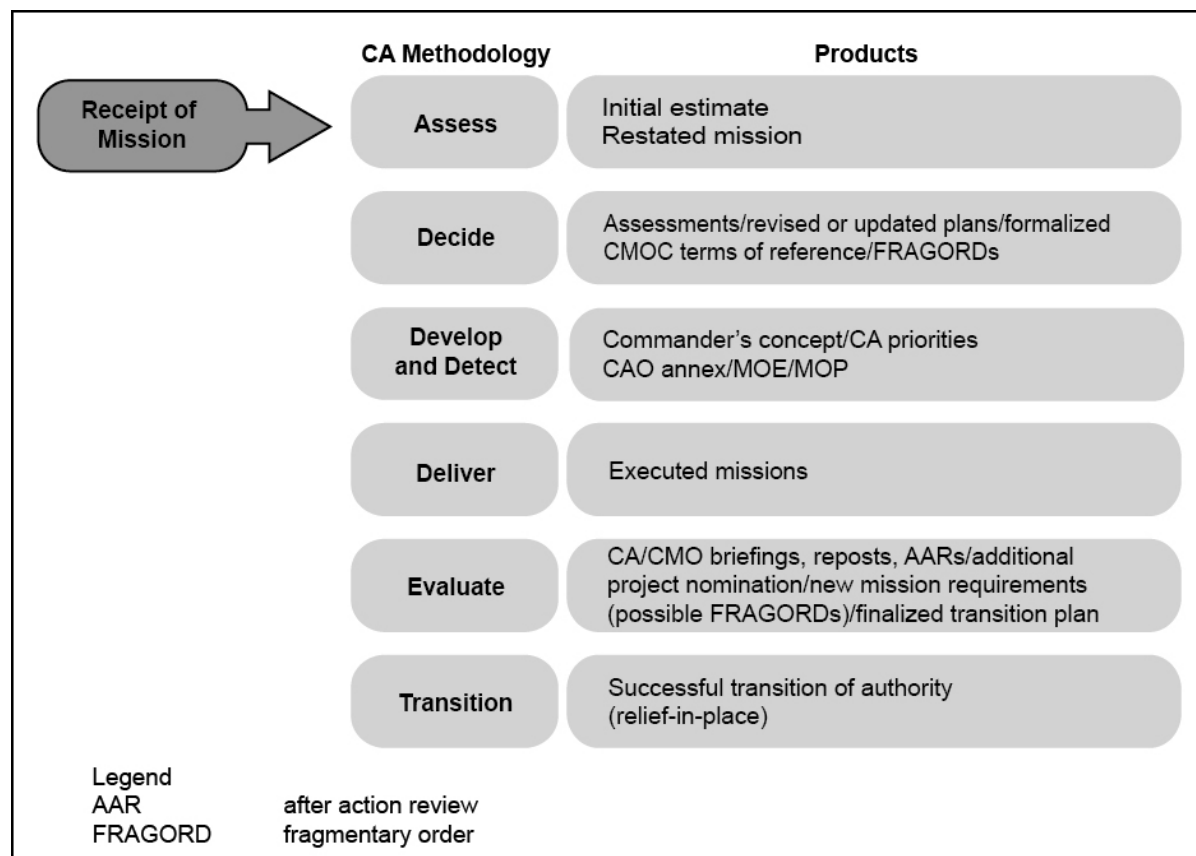 CA Methodology
Products
Receipt of
Mission
Assess
Initial estimate
Restated mission
Decide
Assessments/revised or updated plans/formalized
CMOC terms of reference/FRAGORDs
Develop
and Detect
Commander's concept/CA priorities
CAO annex/MOE/MOP
Deliver
Executed missions
Evaluate
CA/CMO briefings, reposts, AARs/additional
project nomination/new mission requirements
(possible FRAGORDs)/finalized transition plan
Transition
Successful transition of authority
(relief-in-place)
Legend
AAR after action review
FRAGORD fragmentary order